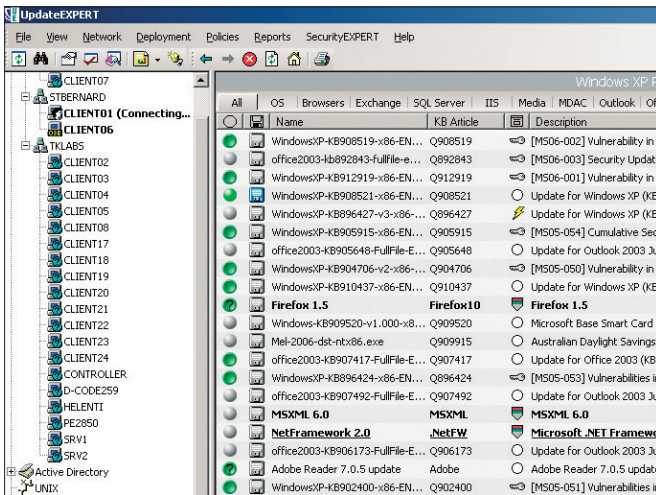 UpdateEXPERT
File View Network Deployment Policies Reports SecurityEXPERT Help
CLIENT07
STBERNARD
CLIENT01 (Connecting...
CLIENT06
TKLABS
CLIENT02
CLIENT03
CLIENT04
CLIENT05
CLIENT08
CLIENT17
CLIENT18
CLIENT19
CLIENT20
CLIENT21
CLIENT22
CLIENT23
CLIENT24
CONTROLLER
D-CODE259
HELENTI
PE2850
SRV1
SRV2
Active Directory
UNIX
Windows XP P
All OS Browsers Exchange SQL Server IIS Media MDAC Outlook Of
Name KB Article Description
WindowsXP-KB908519-x86-EN... Q908519 [MS06-002] Vulnerability in
office2003-kb892843-fullfile-e... Q892843 [MS06-003] Security Updat
WindowsXP-KB912919-x86-EN... Q912919 [MS06-001] Vulnerability in
WindowsXP-KB908521-x86-EN... Q908521 Update for Windows XP (KE
WindowsXP-KB896427-v3-x86-... Q896427 Update for Windows XP (KE
WindowsXP-KB905915-x86-EN... Q905915 [MS05-054] Cumulative Sec
office2003-KB905648-FullFile-E... Q905648 Update for Outlook 2003 Ju
WindowsXP-KB904706-v2-x86-... Q904706 [MS05-050] Vulnerability in
WindowsXP-KB910437-x86-EN... Q910437 Update for Windows XP (KE
Firefox 1.5 Firefox10 Firefox 1.5
Windows-KB909520-v1.000-x8... Q909520 Microsoft Base Smart Card
Mel-2006-dst-ntx86.exe Q909915 Australian Daylight Savings
office2003-KB907417-FullFile-E... Q907417 Update for Office 2003 (KB
WindowsXP-KB896424-x86-EN... Q896424 [MS05-053] Vulnerabilities i
office2003-KB907492-FullFile-E... Q907492 Update for Outlook 2003 Ju
MSXML 6.0 MSXML MSXML 6.0
NetFramework 2.0 .NetFW Microsoft .NET Framewo
office2003-KB906173-FullFile-E... Q906173 Update for Outlook 2003 Ju
Adobe Reader 7.0.5 update Adobe Adobe Reader 7.0.5 updat
WindowsXP-KB902400-x86-EN... Q902400 [MS05-051] Vulnerabilities i